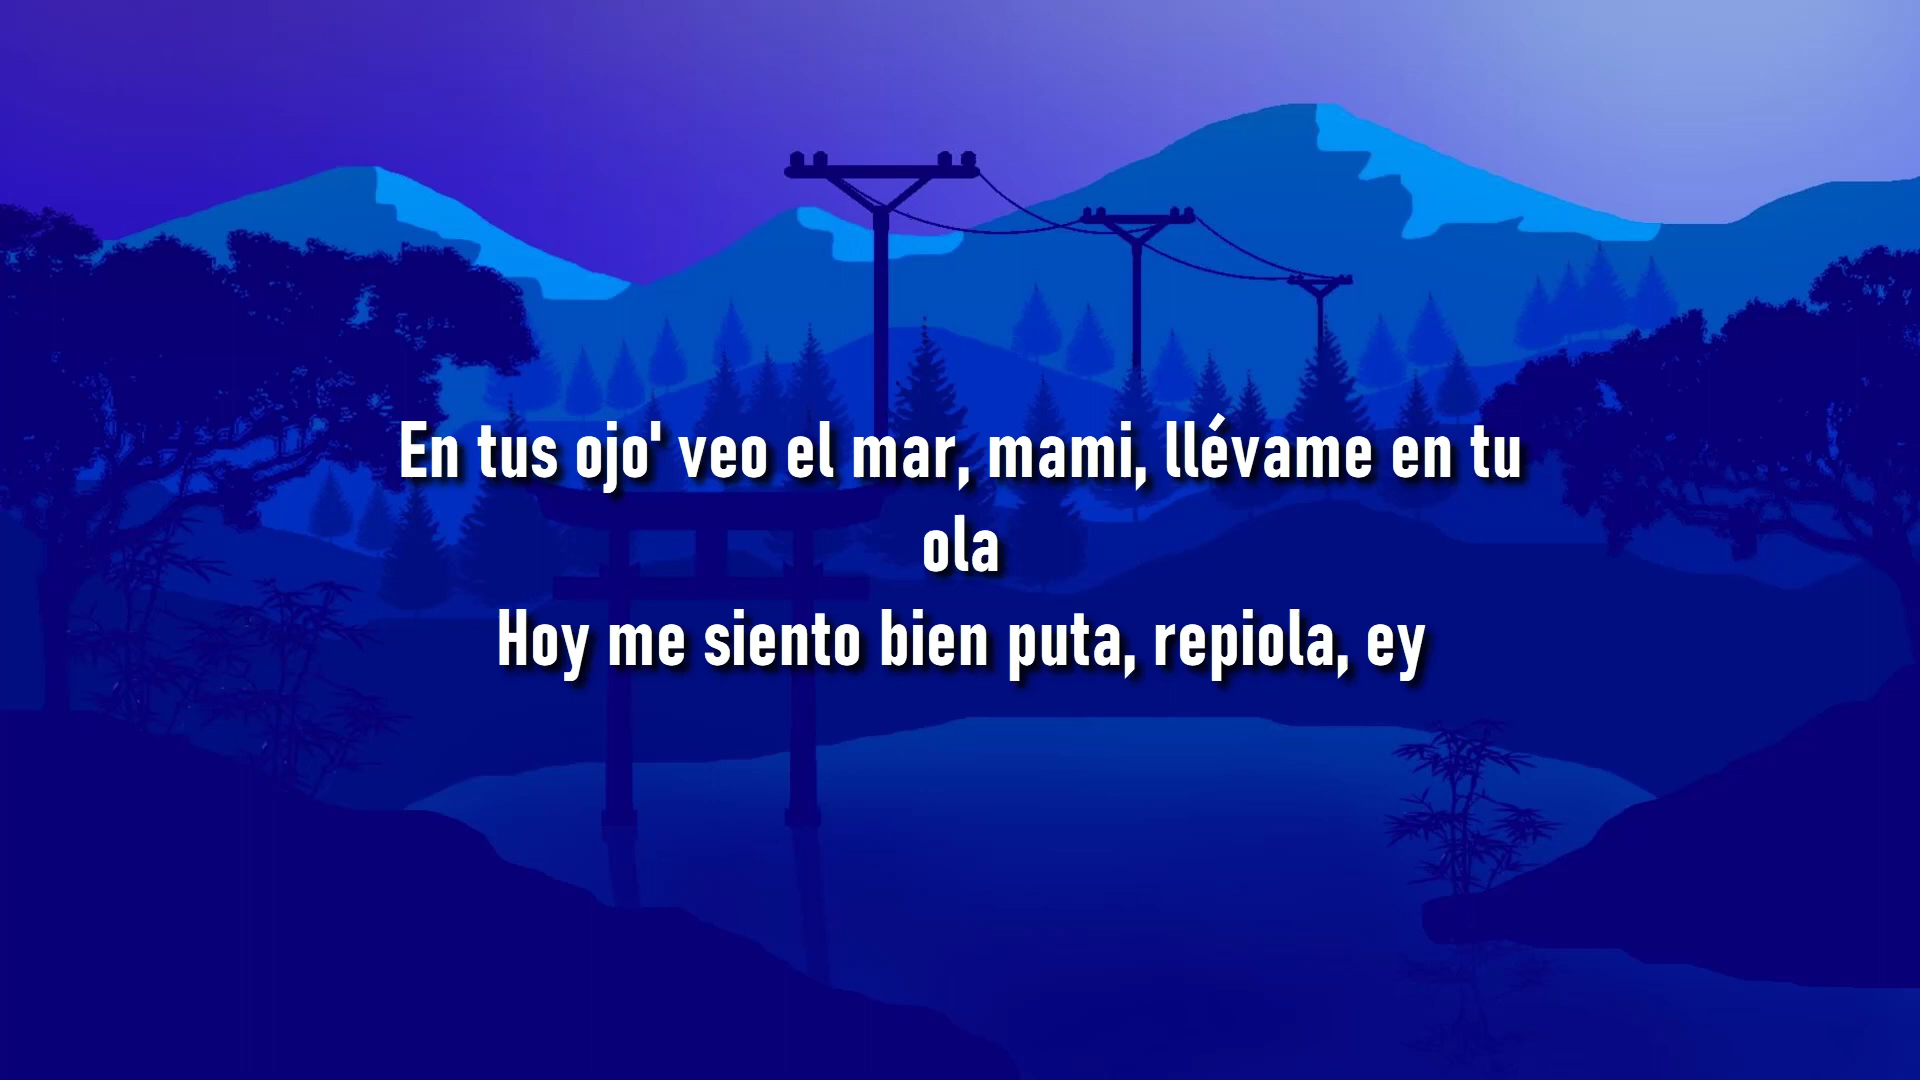 En tus ojo' veo el mar, mami, llévame en tu
ola
Hoy me siento bien puta, repiola, ey